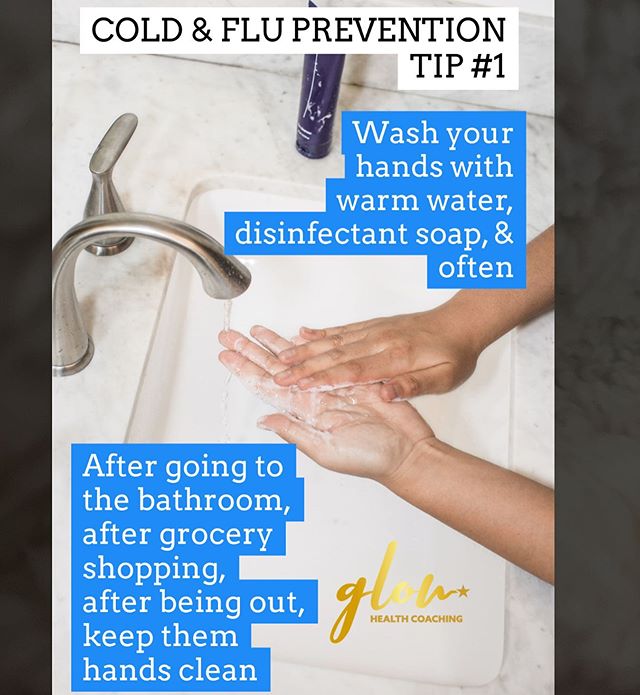 COLD & FLU PREVENTION
TIP #1
Wash your
hands with
warm water,
disinfectant soap, &
often
After going to
the bathroom,
after grocery
shopping,
after being out,
keep them
hands clean
glow
HEALTH COACHING